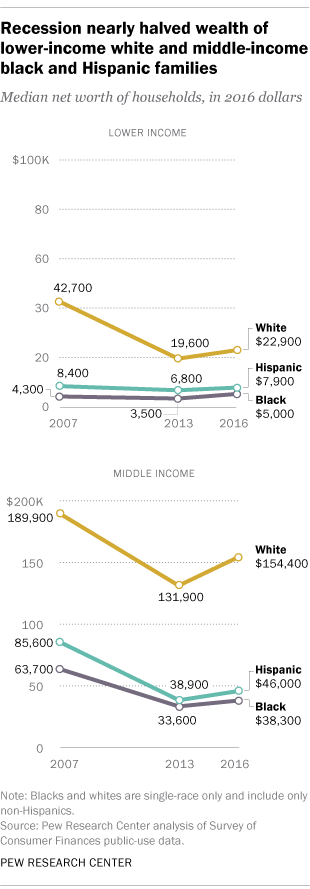 Recession nearly halved wealth of
lower-income white and middle-income
black and Hispanic families
Median net worth of households, in 2016 dollars
LOWER INCOME
$100K
80
60
30
20
0
42,700
19,600
White
$22,900
8,400
6,800
Hispanic
$7,900
4,300
3,500
Black
$5,000
2007
2013
2016
MIDDLE INCOME
$200K
150
100
50
0
189,900
131,900
White
$154,400
85,600
38,900
Hispanic
$46,000
63,700
33,600
Black
$38,300
2007
2013
2016
Note: Blacks and whites are single-race only and include only
non-Hispanics.
Source: Pew Research Center analysis of Survey of
Consumer Finances public-use data.
PEW RESEARCH CENTER